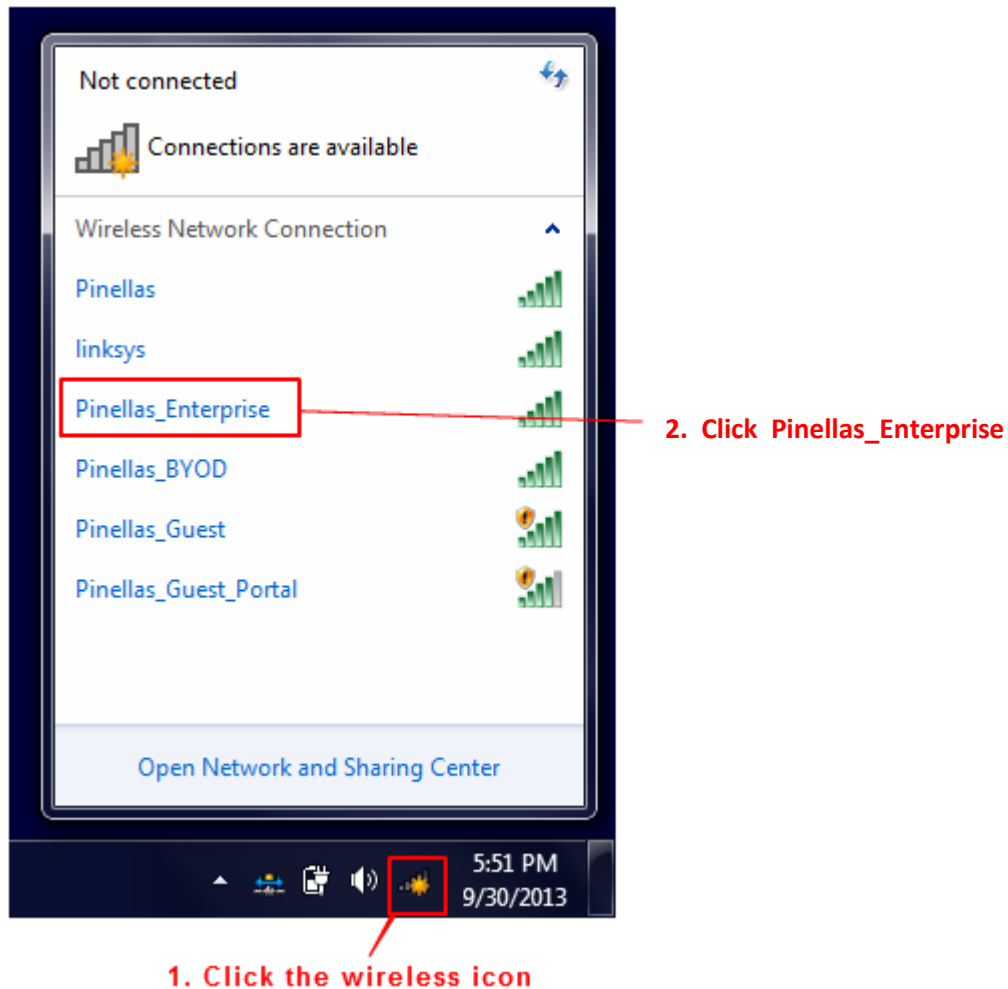 Not connected
Connections are available
Wireless Network Connection
Pinellas
linksys
Pinellas_Enterprise
2. Click Pinellas_Enterprise
Pinellas_BYOD
Pinellas_Guest
Pinellas_Guest_Portal
Open Network and Sharing Center
5:51 PM
9/30/2013
1. Click the wireless icon